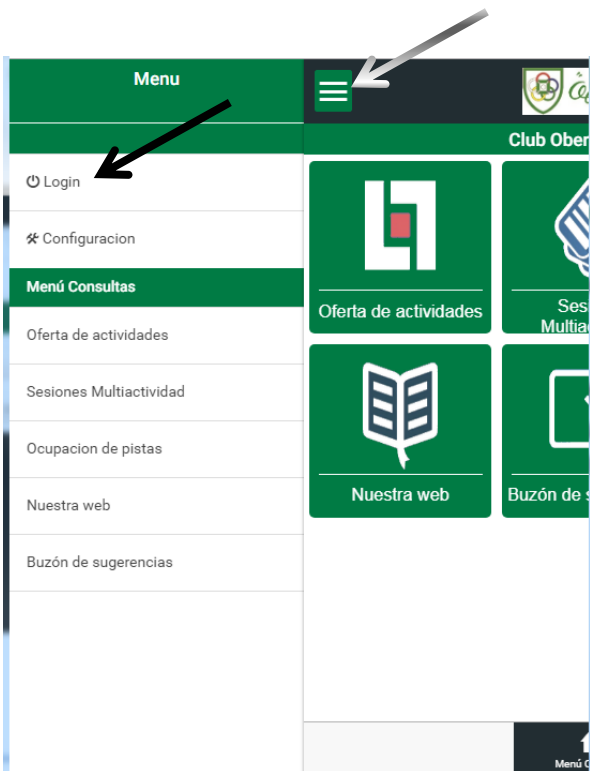 Menu
Login
Configuracion
Menú Consultas
Oferta de actividades
Sesiones Multiactividad
Ocupacion de pistas
Nuestra web
Buzón de sugerencias
Club Ober
Oferta de actividades
Ses
Multiac
Nuestra web
Buzón de s
Menú